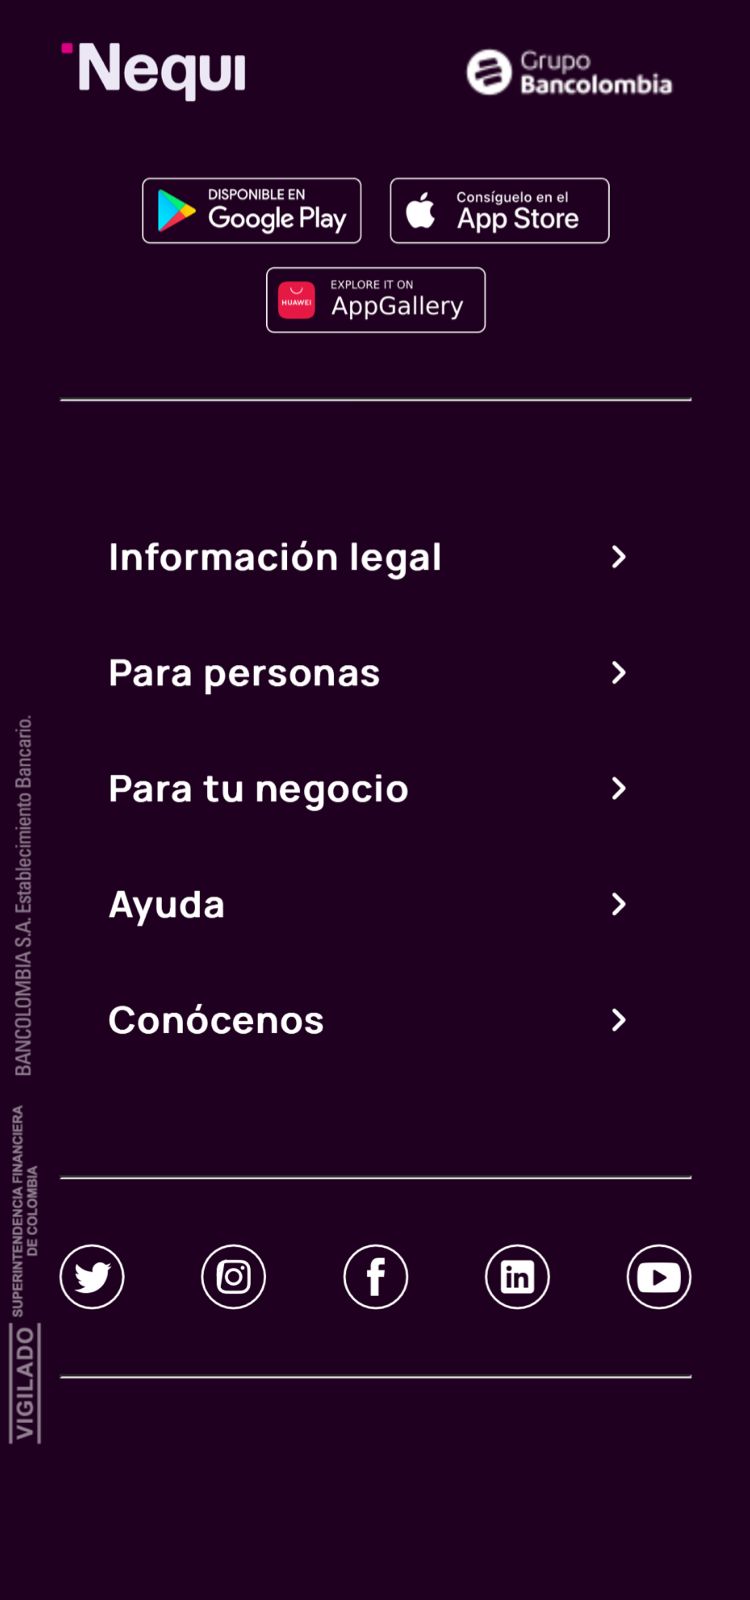 Nequi
Grupo
Bancolombia
DISPONIBLE EN
Google Play
Consíguelo en el
App Store
HUAWEI
EXPLORE IT ON
AppGallery
Información legal
Para personas
Para tu negocio
Ayuda
Conócenos
in
BANCOLOMBIA S.A. Establecimiento Bancario.
VIGILADO
SUPERINTENDENCIA FINANCIERA
DE COLOMBIA